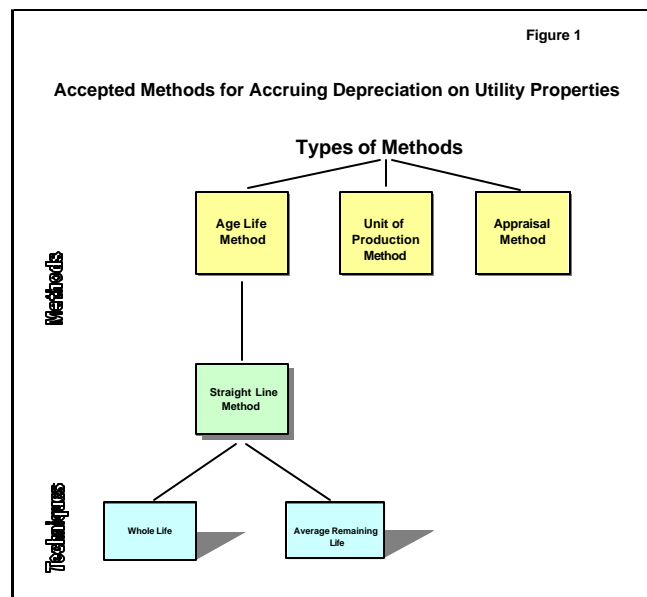 Figure 1
Accepted Methods for Accruing Depreciation on Utility Properties
Types of Methods
Age Life
Method
Unit of
Production
Method
Appraisal
Method
Methods
Straight Line
Method
Techniques
Whole Life
Average Remaining
Life